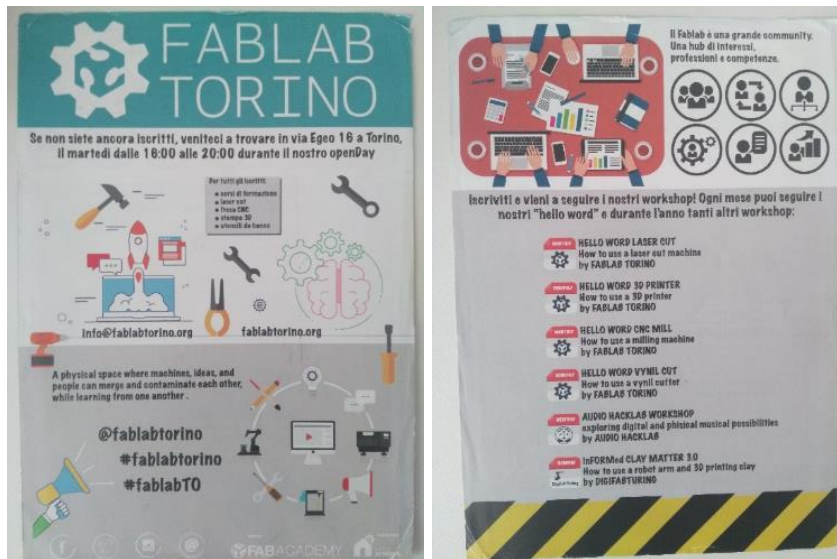 FABLAB
TORINO
Se non siete ancora iscritti, veniteci a trovare in via Egeo 16 a Torino,
il martedì dalle 16:00 alle 20:00 durante il nostro openDay
Per tutti gli iscritti
corsi di formazione
laser cut
fresa CNC
stampa 3D
utensili da banco
info@fablabtorino.org
fablabtorino.org
A physical space where machines, ideas, and
people can merge and contaminate each other,
while learning from one another .
@fablabtorino
#fablabtorino
#fablabTO
FABACADEMY
Il Fablab è una grande community.
Una hub di interessi,
professioni e competenze.
Iscriviti e vieni a seguire i nostri workshop! Ogni mese puoi seguire i
nostri "hello word" e durante l'anno tanti altri workshop:
HELLO WORD LASER CUT
How to use a laser cut machine
by FABLAB TORINO
HELLO WORD 3D PRINTER
How to use a 3D printer
by FABLAB TORINO
HELLO WORD CNC MILL
How to use a milling machine
by FABLAB TORINO
HELLO WORD VYNIL CUT
How to use a vynil cutter
by FABLAB TORINO
AUDIO HACKLAB WORKSHOP
exploring digital and phisical musical possibilities
by AUDIO HACKLAB
InFORMed CLAY MATTER 3.0
How to use a robot arm and 3D printing clay
by DIGIFABTURINO